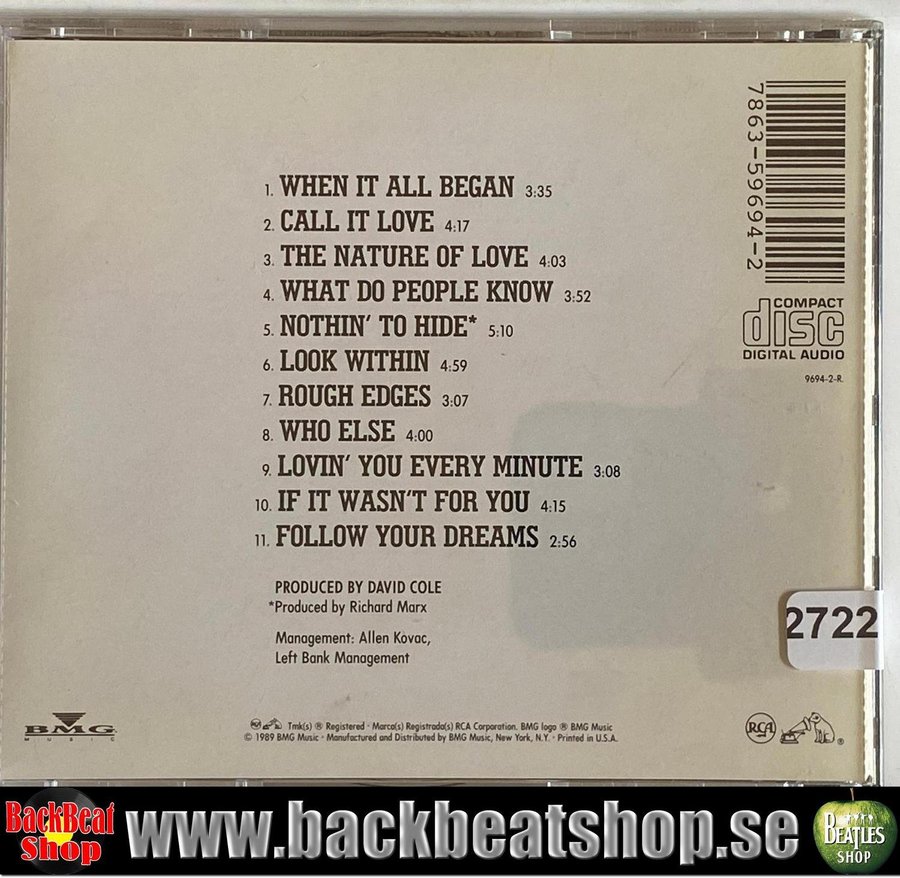 1. WHEN IT ALL BEGAN 3:35
2. CALL IT LOVE 4:17
3. THE NATURE OF LOVE 4:03
4. WHAT DO PEOPLE KNOW 3:52
5. NOTHIN' TO HIDE* 5:10
6. LOOK WITHIN 4:59
7. ROUGH EDGES 3:07
8. WHO ELSE 4:00
9. LOVIN' YOU EVERY MINUTE 3:08
10. IF IT WASN'T FOR YOU 4:15
11. FOLLOW YOUR DREAMS 2:56
PRODUCED BY DAVID COLE
*Produced by Richard Marx
Management: Allen Kovac,
Left Bank Management
7863-59694-2
COMPACT
disc
DIGITAL AUDIO
9694-2-R
2722
BMG
MUSIC
RCA Tmk(s) ® Registered · Marca(s) Registrada(s) RCA Corporation. BMG logo ® BMG Music
© 1989 BMG Music · Manufactured and Distributed by BMG Music, New York, N.Y. · Printed in U.S.A.
RCA
®
BackBeat
Shop
www.backbeatshop.se
BEATLES
SHOP